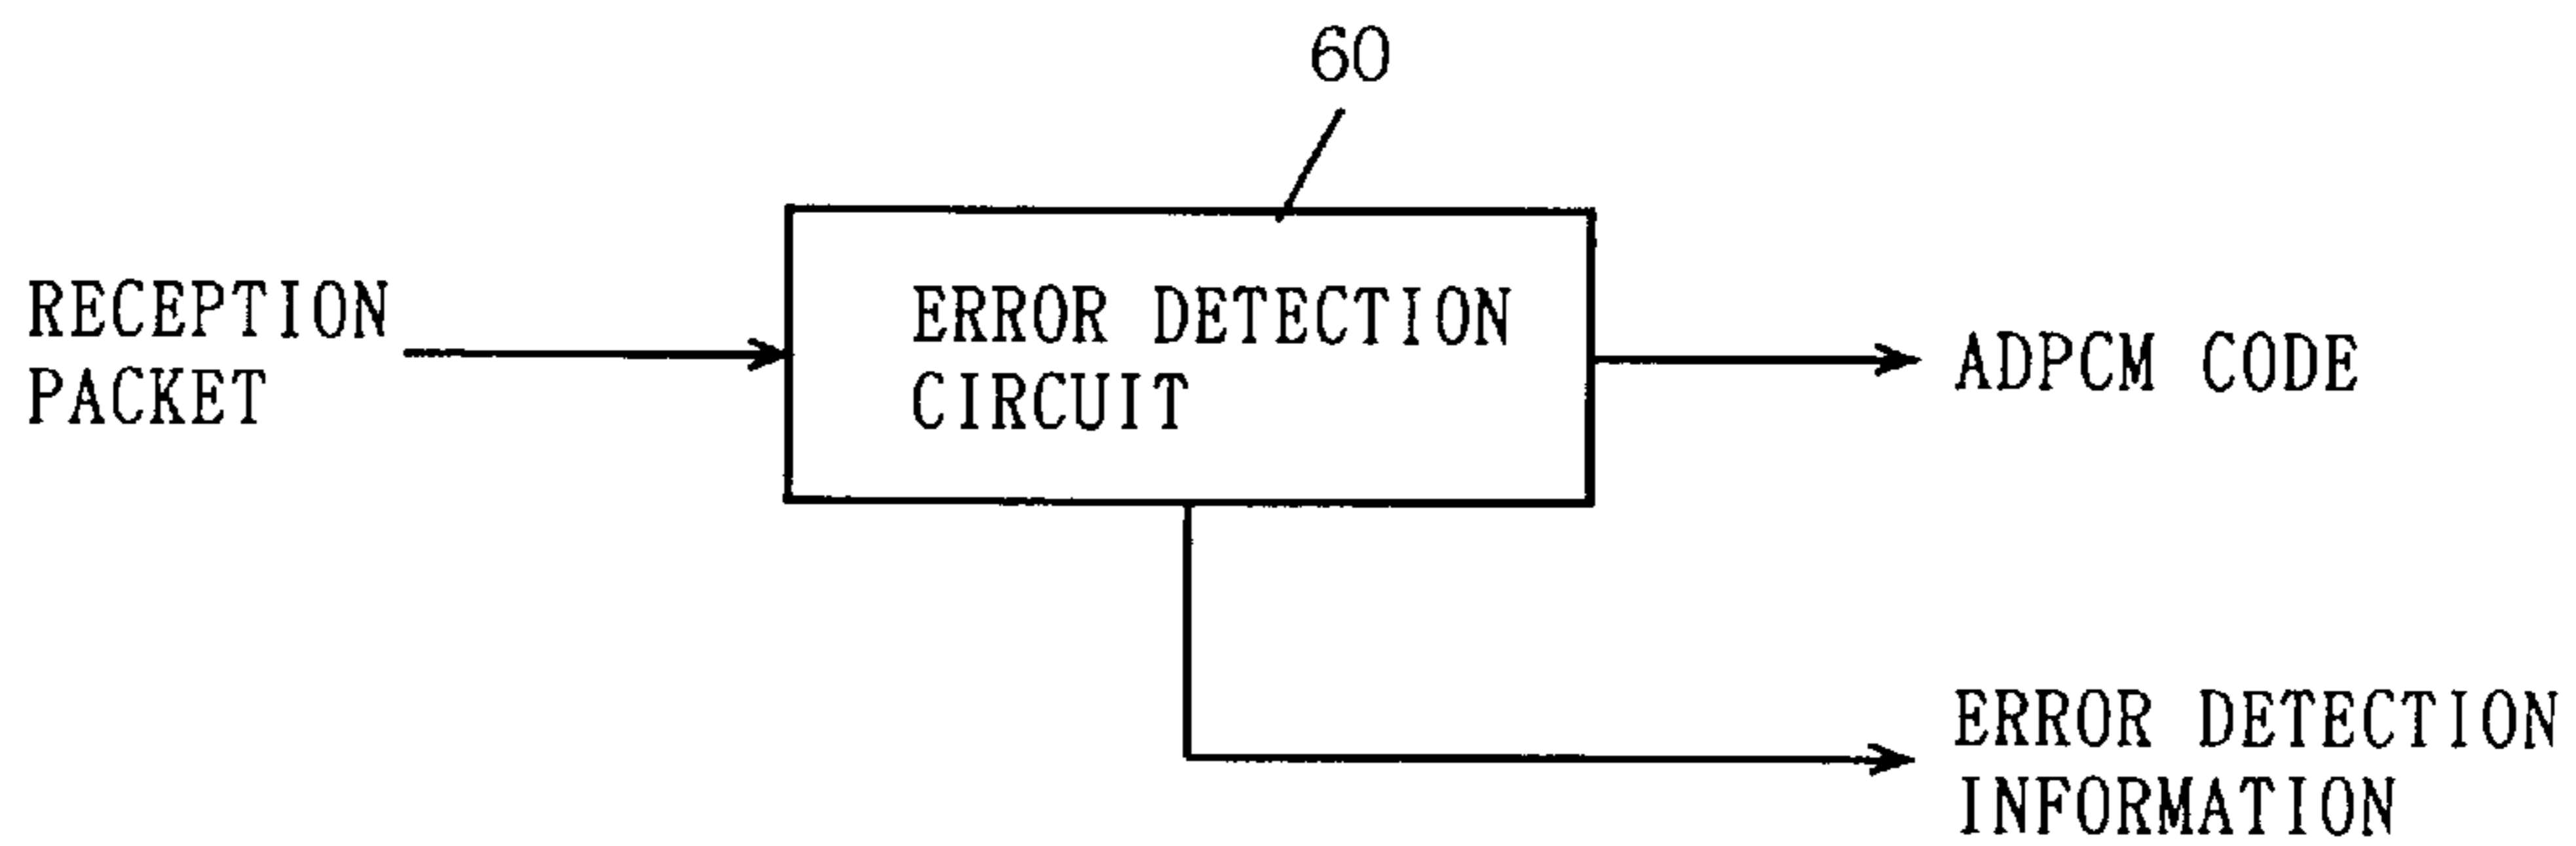 60
RECEPTION
PACKET
ERROR DETECTION
CIRCUIT
ADPCM CODE
ERROR DETECTION
INFORMATION